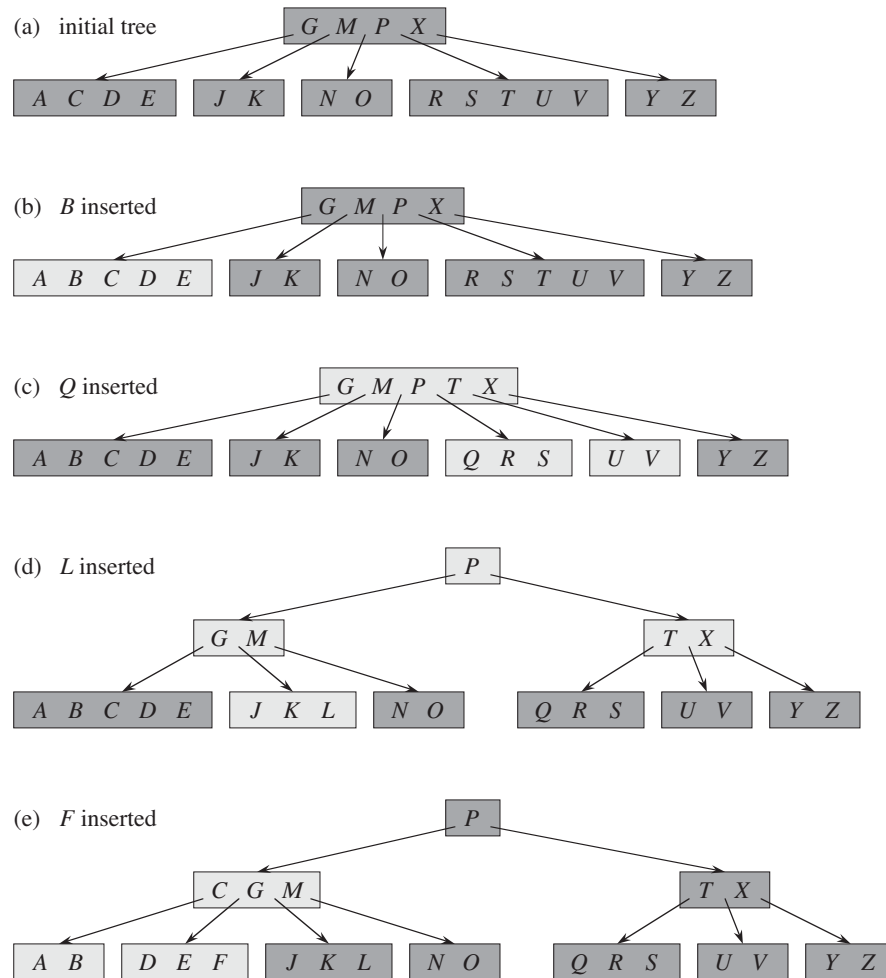 (a) initial tree
G M P X
A C D E J K N O R S T U V Y Z
(b) B inserted
G M P X
A B C D E J K N O R S T U V Y Z
(c) Q inserted
G M P T X
A B C D E J K N O Q R S U V Y Z
(d) L inserted
P
G M T X
A B C D E J K L N O Q R S U V Y Z
(e) F inserted
P
C G M T X
A B D E F J K L N O Q R S U V Y Z